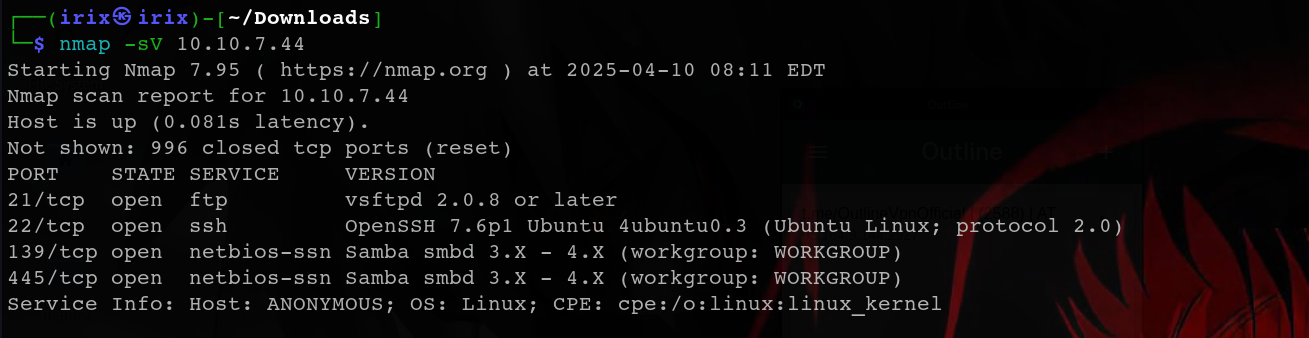 ┌──(irix㉿irix)-[~/Downloads]
└─$ nmap -sV 10.10.7.44
Starting Nmap 7.95 ( https://nmap.org ) at 2025-04-10 08:11 EDT
Nmap scan report for 10.10.7.44
Host is up (0.081s latency).
Not shown: 996 closed tcp ports (reset)
PORT    STATE SERVICE     VERSION
21/tcp  open  ftp         vsftpd 2.0.8 or later
22/tcp  open  ssh         OpenSSH 7.6p1 Ubuntu 4ubuntu0.3 (Ubuntu Linux; protocol 2.0)
139/tcp open  netbios-ssn Samba smbd 3.X - 4.X (workgroup: WORKGROUP)
445/tcp open  netbios-ssn Samba smbd 3.X - 4.X (workgroup: WORKGROUP)
Service Info: Host: ANONYMOUS; OS: Linux; CPE: cpe:/o:linux:linux_kernel
Outline